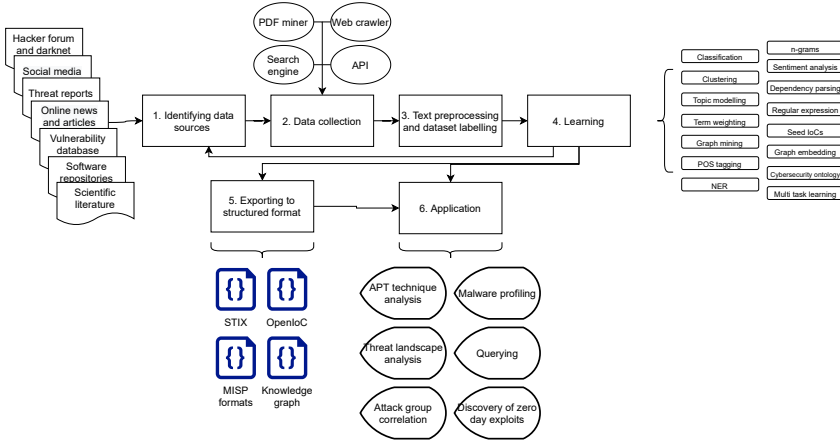 Hacker forum
and darknet
Social media
Threat reports
Online news
and articles
Vulnerability
database
Software
repositories
Scientific
literature
PDF miner
Web crawler
Search
engine
API
1. Identifying data
sources
2. Data collection
3. Text preprocessing
and dataset labelling
4. Learning
5. Exporting to
structured format
6. Application
{}
STIX
{}
OpenIoC
{}
MISP
formats
{}
Knowledge
graph
APT technique
analysis
Malware profiling
Threat landscape
analysis
Querying
Attack group
correlation
Discovery of zero
day exploits
Classification
Clustering
Topic modelling
Term weighting
Graph mining
POS tagging
NER
n-grams
Sentiment analysis
Dependency parsing
Regular expression
Seed IoCs
Graph embedding
Cybersecurity ontology
Multi task learning